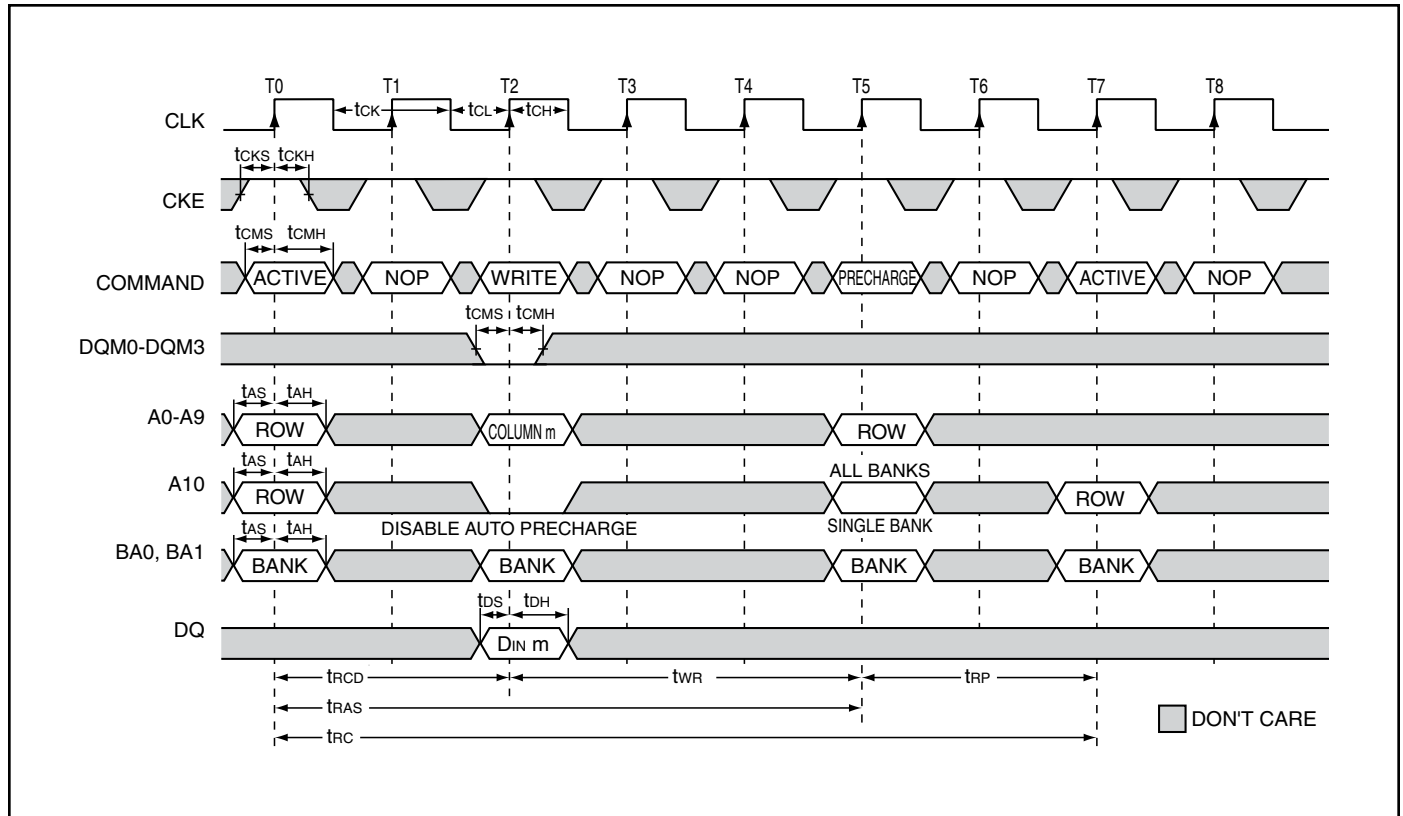 T0 T1 T2 T3 T4 T5 T6 T7 T8
tCK tCL tCH
CLK
tCKS tCKH
CKE
tCMS tCMH
COMMAND ACTIVE NOP WRITE NOP NOP PRECHARGE NOP ACTIVE NOP
tCMS tCMH
DQM0-DQM3
tAS tAH
A0-A9 ROW COLUMN m ROW
tAS tAH ALL BANKS
A10 ROW ROW
tAS tAH DISABLE AUTO PRECHARGE SINGLE BANK
BA0, BA1 BANK BANK BANK BANK
tDS tDH
DQ DIN m
tRCD tWR tRP
tRAS
DON'T CARE
tRC